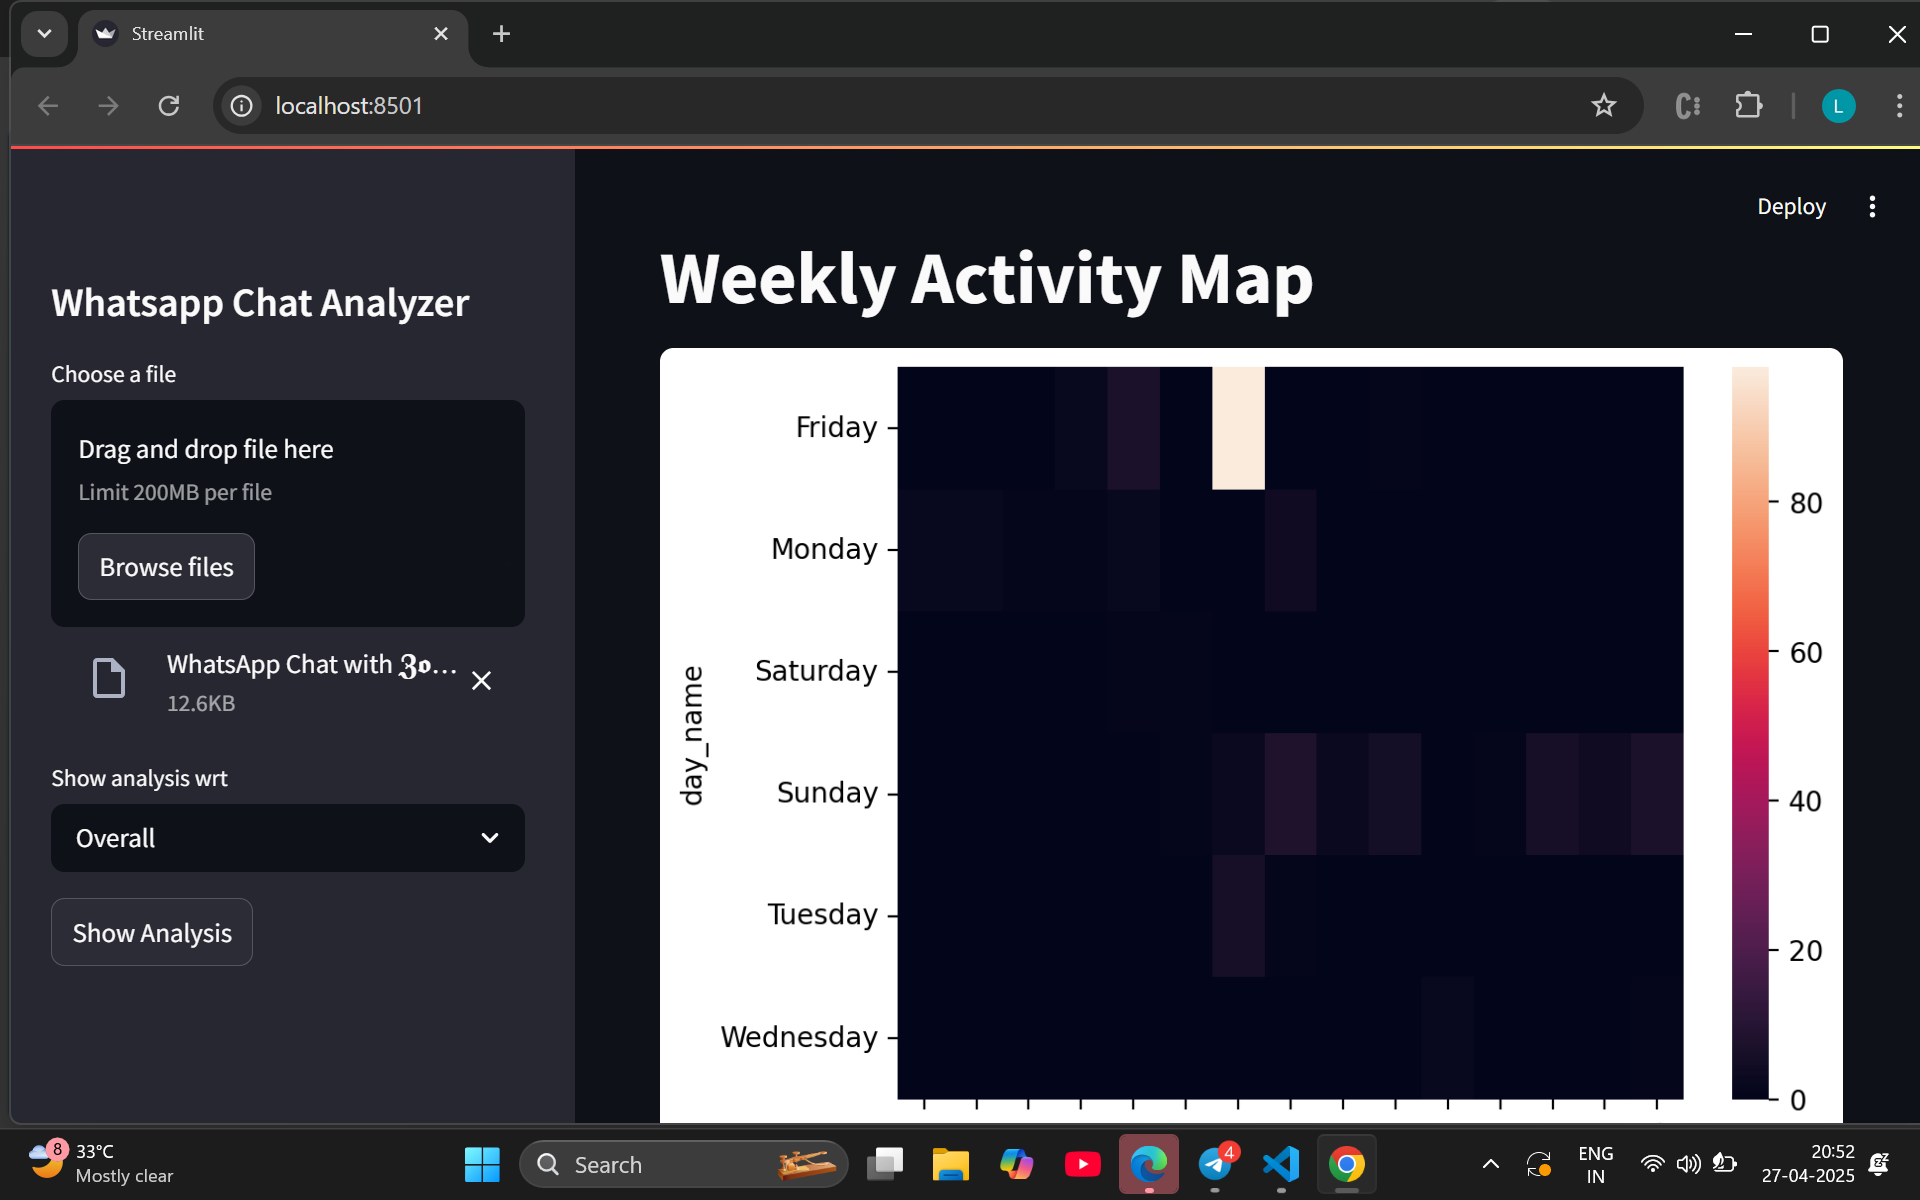 Streamlit
localhost:8501
L
Deploy
Whatsapp Chat Analyzer
Choose a file
Drag and drop file here
Limit 200MB per file
Browse files
WhatsApp Chat with 𝕿𝖔...
12.6KB
Show analysis wrt
Overall
Show Analysis
Weekly Activity Map
day_name
Friday
Monday
Saturday
Sunday
Tuesday
Wednesday
80
60
40
20
0
8
33°C
Mostly clear
Search
4
ENG
IN
20:52
27-04-2025